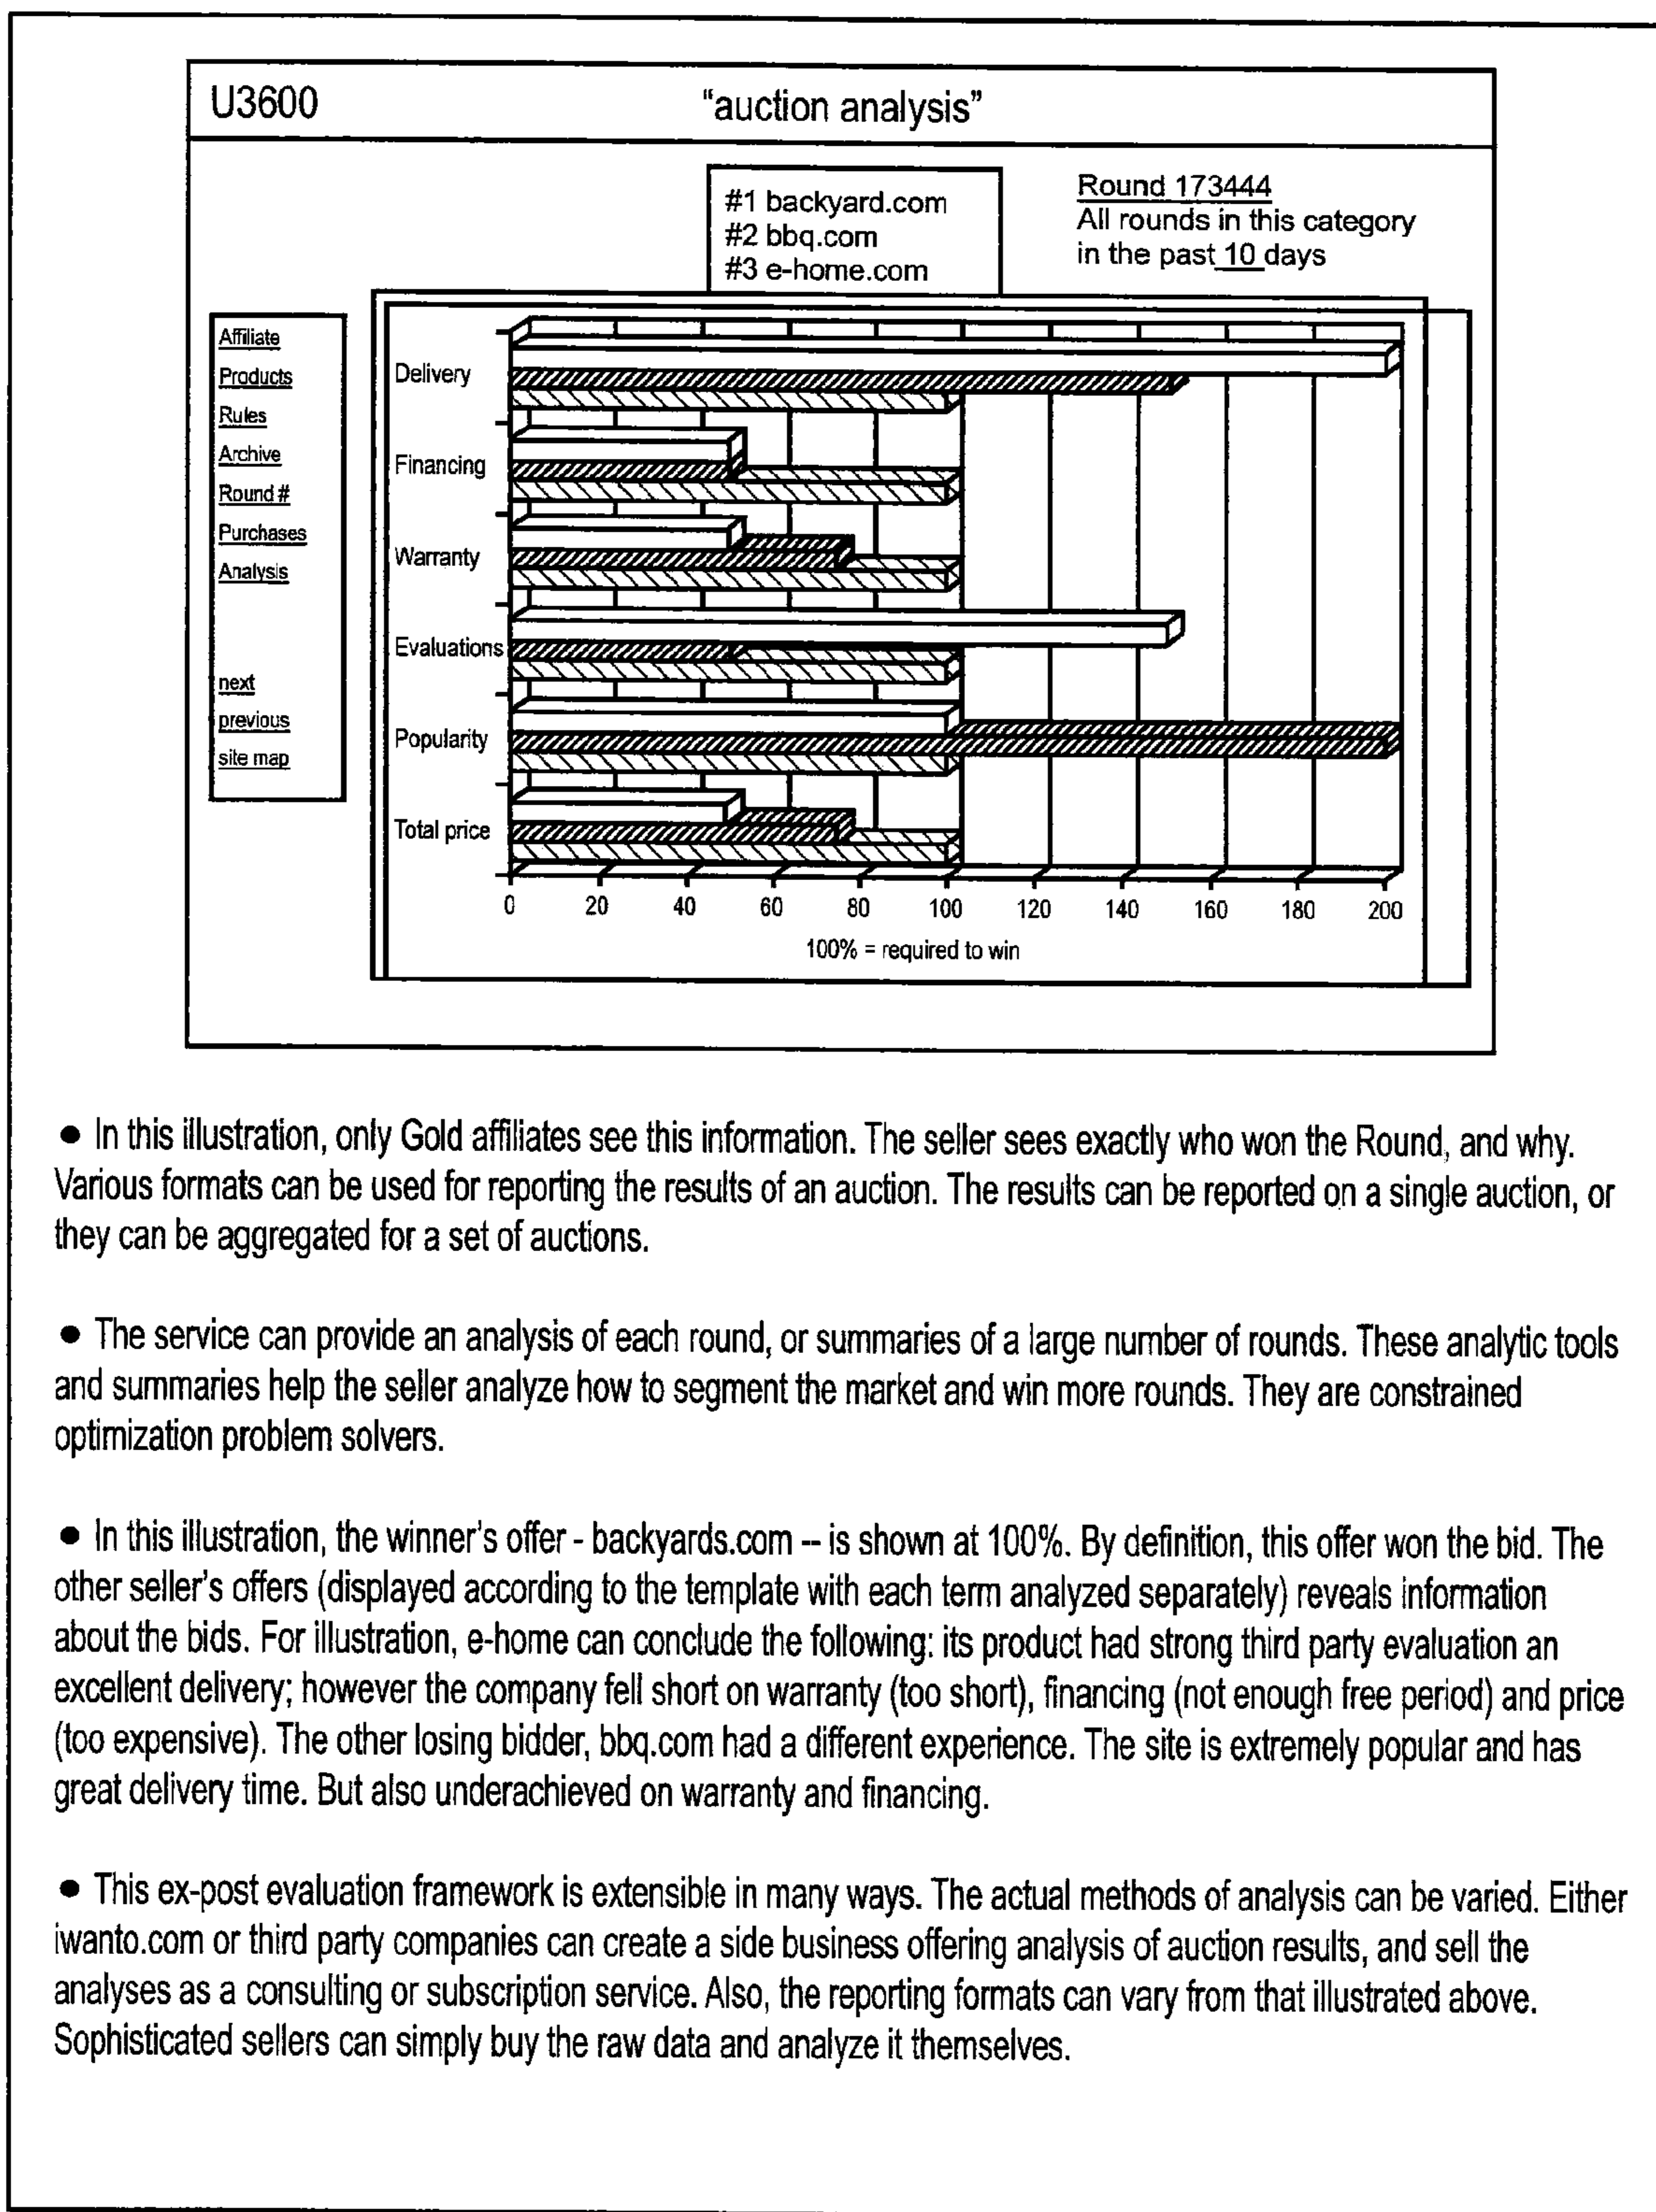 U3600
“auction analysis”
#1 backyard.com
#2 bbq.com
#3 e-home.com
Round 173444
All rounds in this category
in the past 10 days
Affiliate
Products
Rules
Archive
Round #
Purchases
Analysis
next
previous
site map
Delivery
Financing
Warranty
Evaluations
Popularity
Total price
0 20 40 60 80 100 120 140 160 180 200
100% = required to win
● In this illustration, only Gold affiliates see this information. The seller sees exactly who won the Round, and why.
Various formats can be used for reporting the results of an auction. The results can be reported on a single auction, or
they can be aggregated for a set of auctions.
● The service can provide an analysis of each round, or summaries of a large number of rounds. These analytic tools
and summaries help the seller analyze how to segment the market and win more rounds. They are constrained
optimization problem solvers.
● In this illustration, the winner's offer - backyards.com -- is shown at 100%. By definition, this offer won the bid. The
other seller's offers (displayed according to the template with each term analyzed separately) reveals information
about the bids. For illustration, e-home can conclude the following: its product had strong third party evaluation an
excellent delivery; however the company fell short on warranty (too short), financing (not enough free period) and price
(too expensive). The other losing bidder, bbq.com had a different experience. The site is extremely popular and has
great delivery time. But also underachieved on warranty and financing.
● This ex-post evaluation framework is extensible in many ways. The actual methods of analysis can be varied. Either
iwanto.com or third party companies can create a side business offering analysis of auction results, and sell the
analyses as a consulting or subscription service. Also, the reporting formats can vary from that illustrated above.
Sophisticated sellers can simply buy the raw data and analyze it themselves.